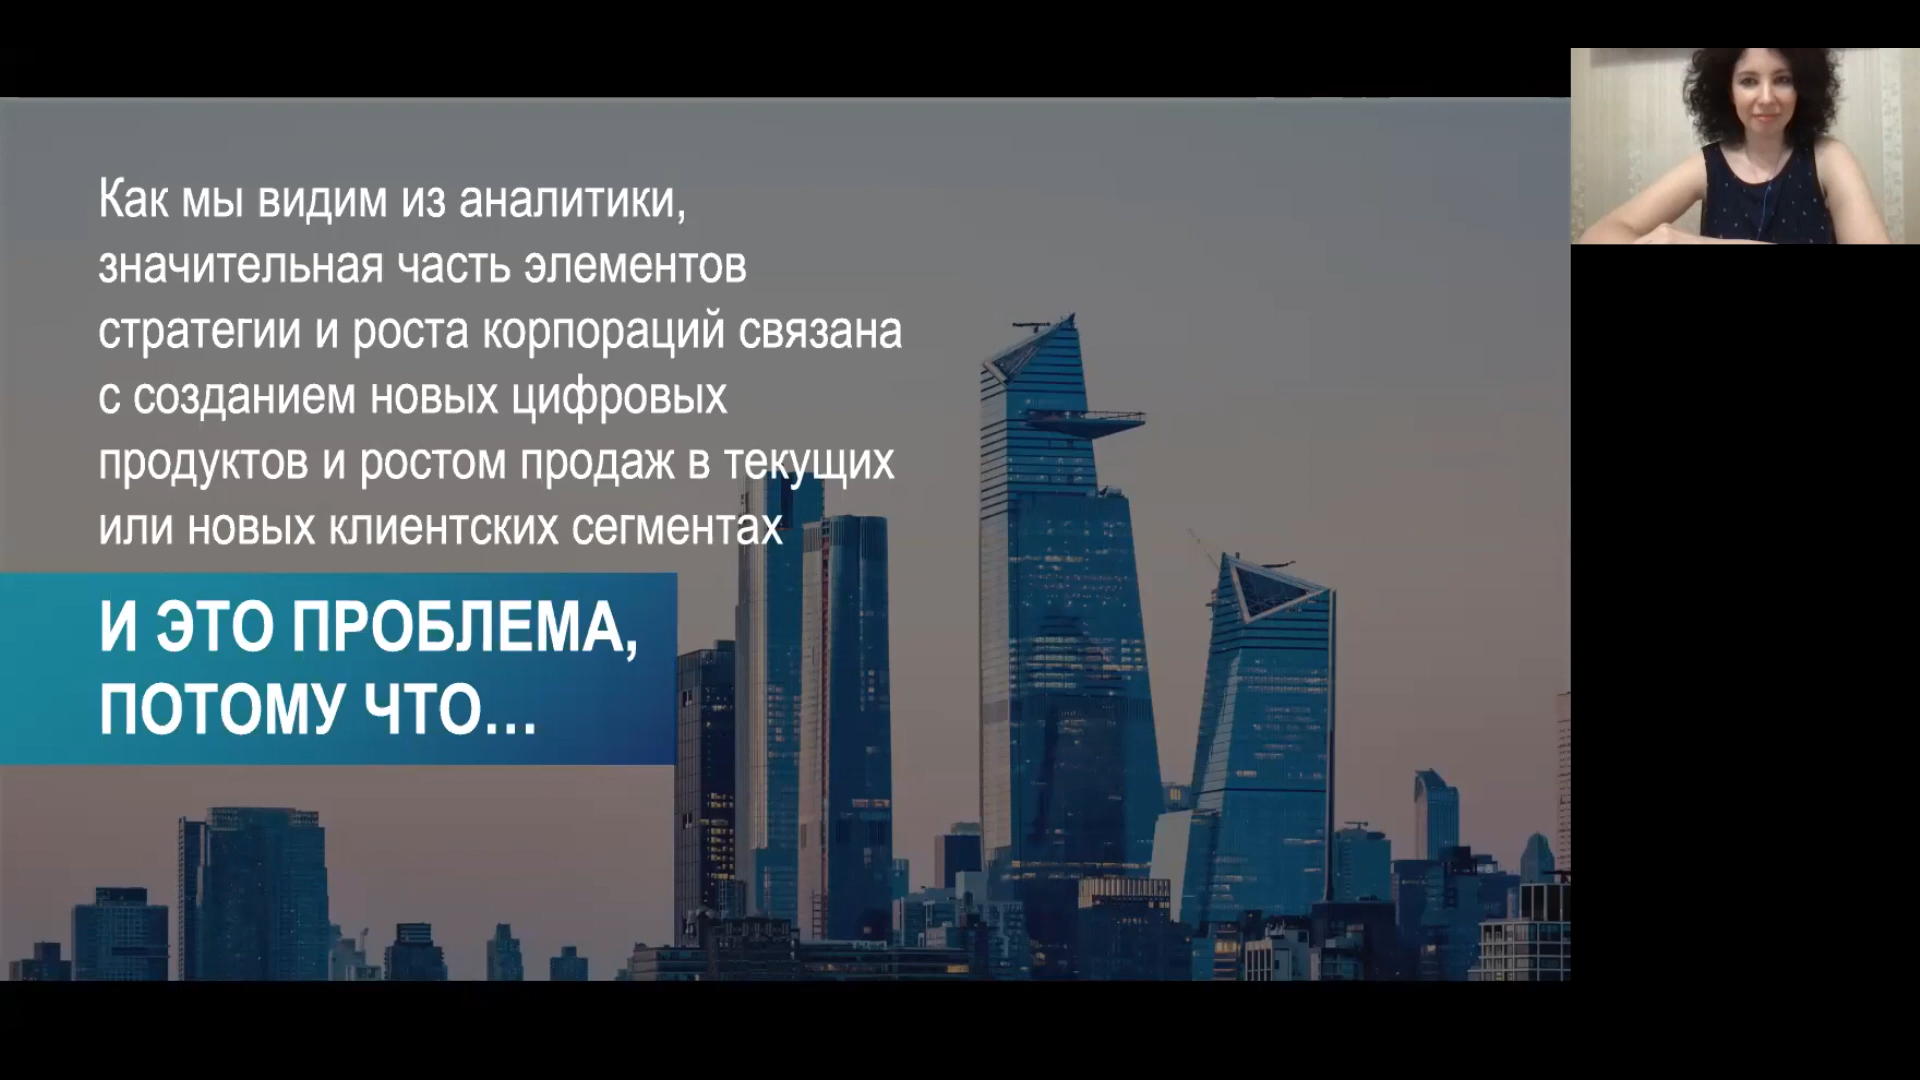 Как мы видим из аналитики,
значительная часть элементов
стратегии и роста корпораций связана
с созданием новых цифровых
продуктов и ростом продаж в текущих
или новых клиентских сегментах
И ЭТО ПРОБЛЕМА,
ПОТОМУ ЧТО...